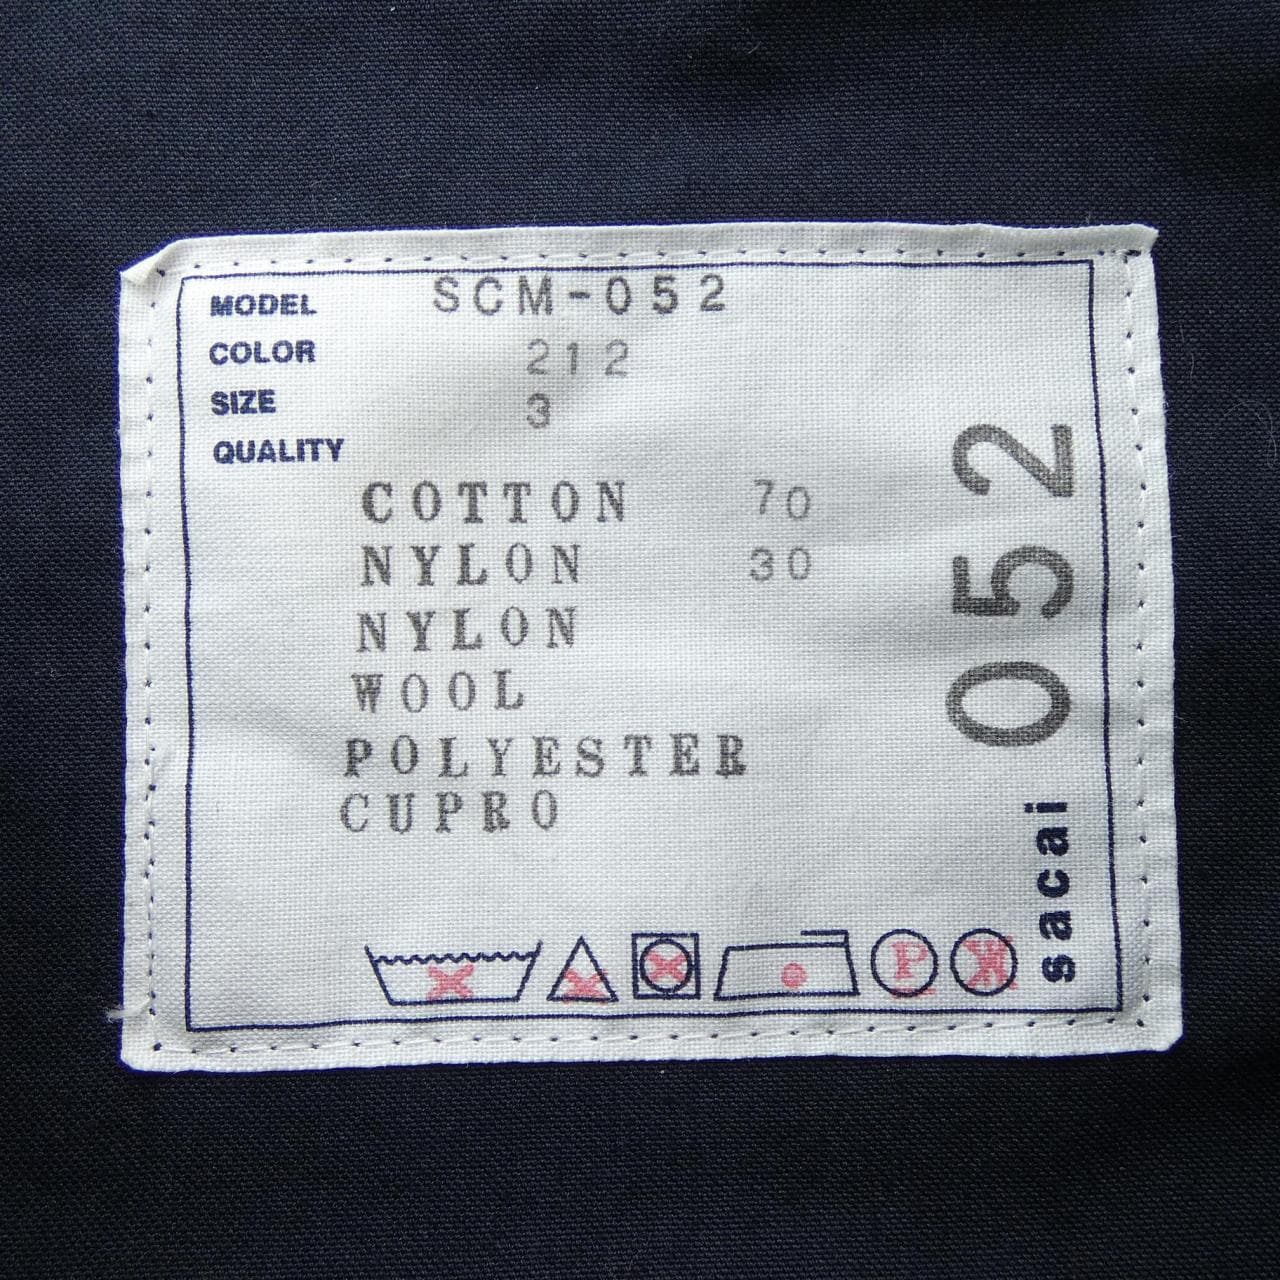 MODEL SCM-052
COLOR 212
SIZE 3
QUALITY
COTTON 70
NYLON 30
NYLON
WOOL
POLYESTER
CUPRO
P W
sacai 052